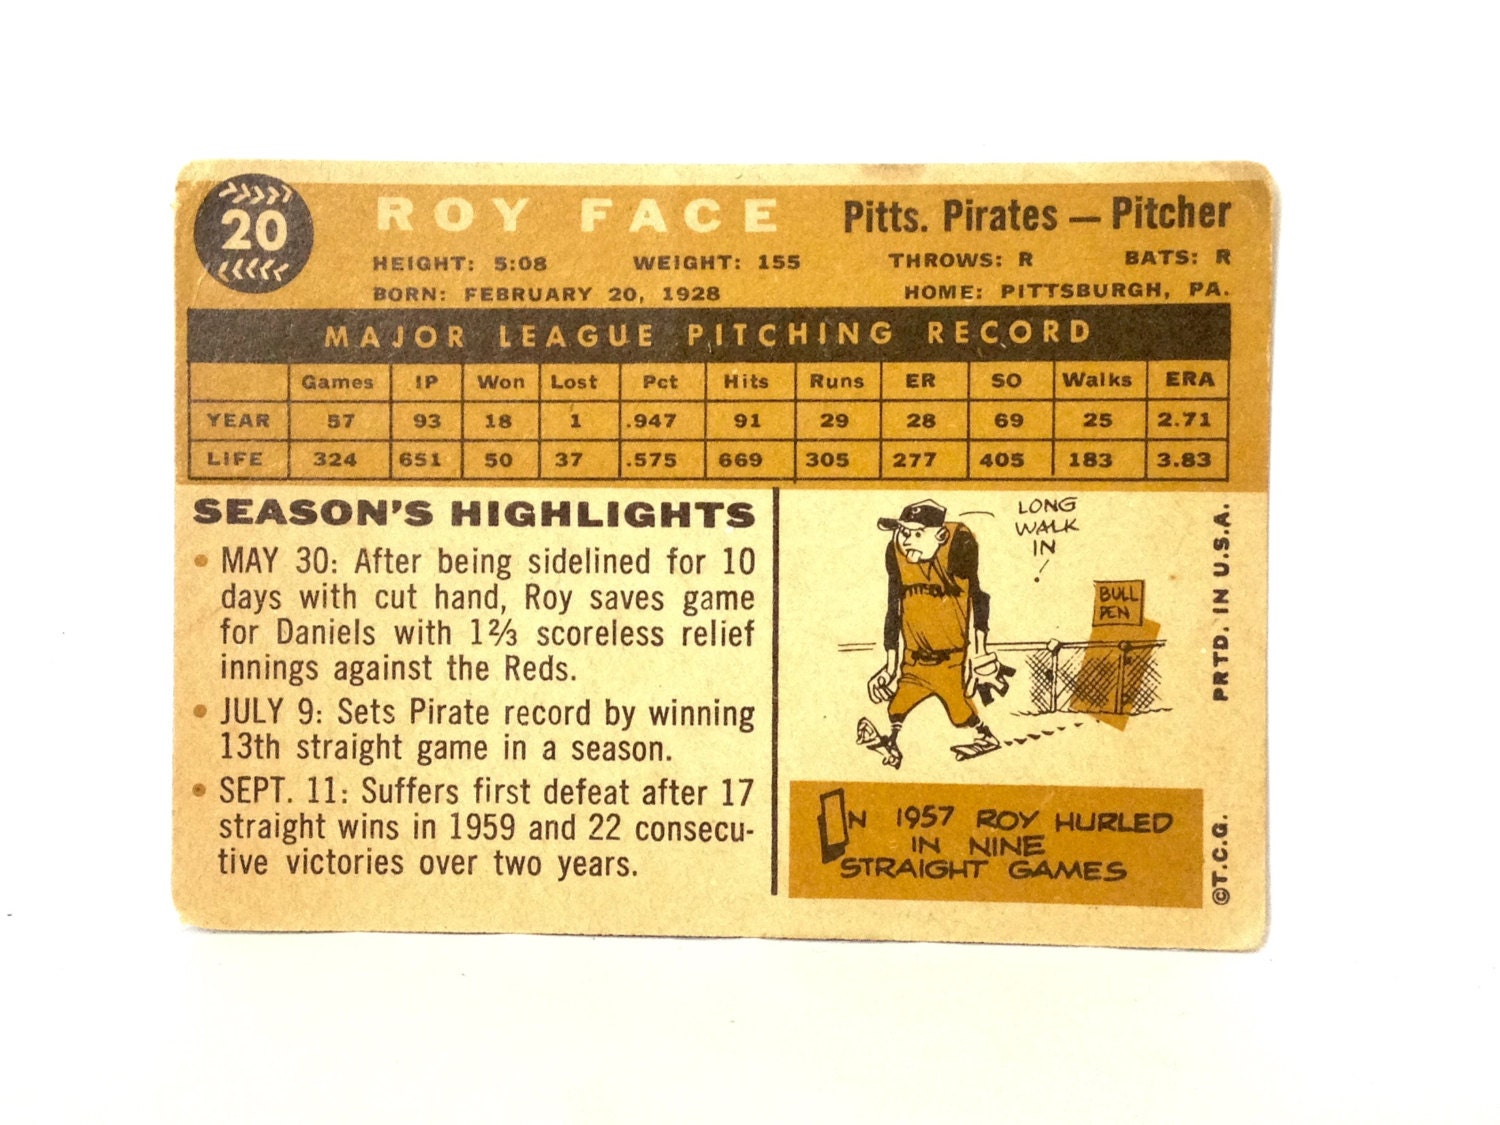 20
ROY FACE Pitts. Pirates — Pitcher
HEIGHT: 5:08 WEIGHT: 155 THROWS: R BATS: R
BORN: FEBRUARY 20, 1928 HOME: PITTSBURGH, PA.
MAJOR LEAGUE PITCHING RECORD
Games IP Won Lost Pct Hits Runs ER SO Walks ERA
YEAR 57 93 18 1 .947 91 29 28 69 25 2.71
LIFE 324 651 50 37 .575 669 305 277 405 183 3.83
SEASON'S HIGHLIGHTS
• MAY 30: After being sidelined for 10
days with cut hand, Roy saves game
for Daniels with 1⅔ scoreless relief
innings against the Reds.
• JULY 9: Sets Pirate record by winning
13th straight game in a season.
• SEPT. 11: Suffers first defeat after 17
straight wins in 1959 and 22 consecu-
tive victories over two years.
LONG
WALK
IN!
BULL
PEN
IN 1957 ROY HURLED
IN NINE
STRAIGHT GAMES
PRTD. IN U.S.A.
©T.C.G.